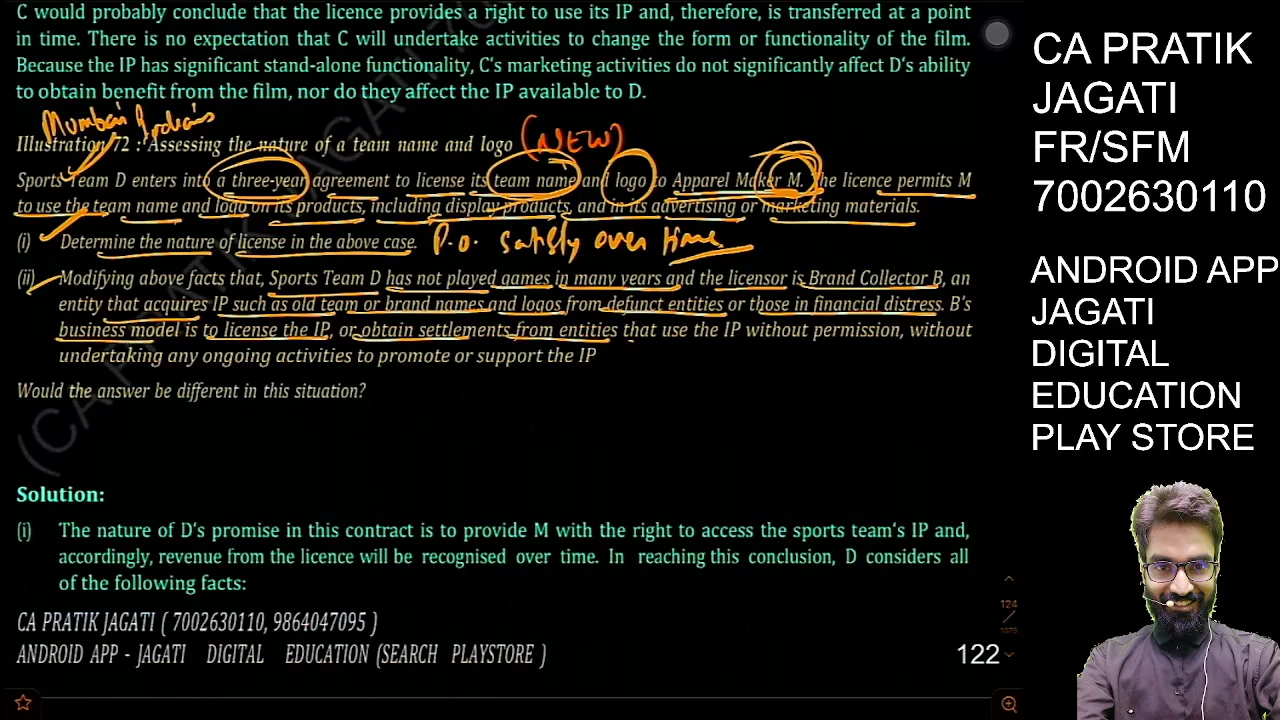 C would probably conclude that the licence provides a right to use its IP and, therefore, is transferred at a point
in time. There is no expectation that C will undertake activities to change the form or functionality of the film.
Because the IP has significant stand-alone functionality, C's marketing activities do not significantly affect D's ability
to obtain benefit from the film, nor do they affect the IP available to D.
Mumbai Indians
Illustration 72 : Assessing the nature of a team name and logo (NEW)
Sports Team D enters into a three-year agreement to license its team name and logo to Apparel Maker M. The licence permits M
to use the team name and logo on its products, including display products, and in its advertising or marketing materials.
(i) Determine the nature of license in the above case. P.O. satisfy over time
(ii) Modifying above facts that, Sports Team D has not played games in many years and the licensor is Brand Collector B, an
entity that acquires IP such as old team or brand names and logos from defunct entities or those in financial distress. B's
business model is to license the IP, or obtain settlements from entities that use the IP without permission, without
undertaking any ongoing activities to promote or support the IP
Would the answer be different in this situation?
Solution:
(i) The nature of D's promise in this contract is to provide M with the right to access the sports team's IP and,
accordingly, revenue from the licence will be recognised over time. In reaching this conclusion, D considers all
of the following facts:
CA PRATIK JAGATI ( 7002630110, 9864047095 )
ANDROID APP - JAGATI DIGITAL EDUCATION (SEARCH PLAYSTORE )
122
124
1075
CA PRATIK
JAGATI
FR/SFM
7002630110
ANDROID APP
JAGATI
DIGITAL
EDUCATION
PLAY STORE